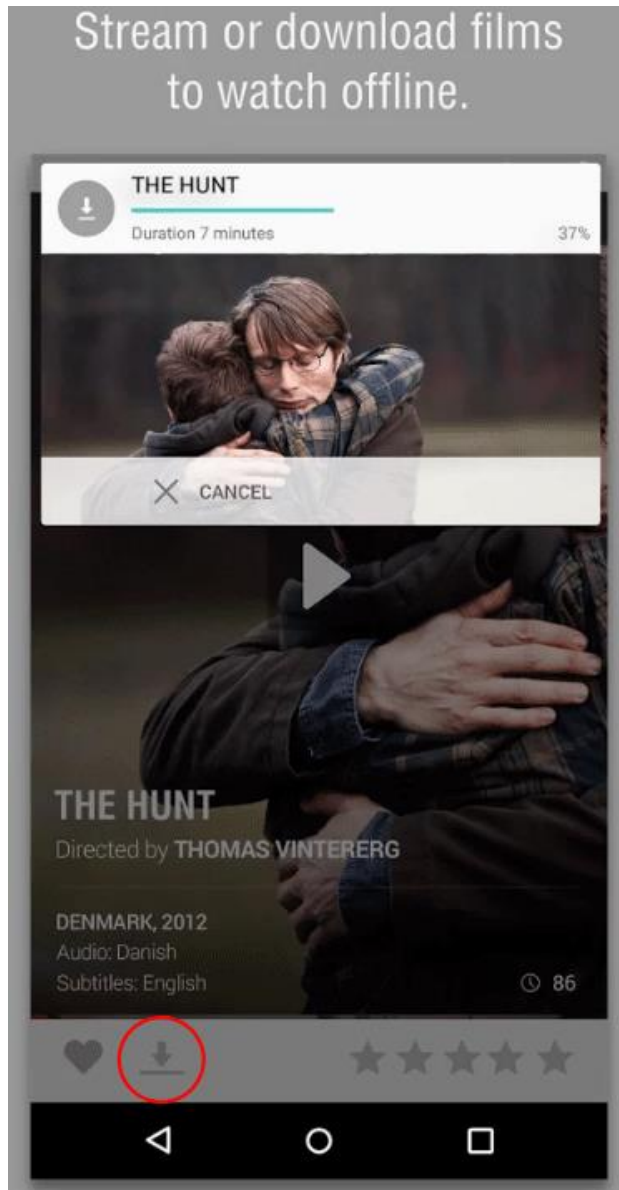 Stream or download films
to watch offline.
THE HUNT
Duration 7 minutes 37%
CANCEL
THE HUNT
Directed by THOMAS VINTERERG
DENMARK, 2012
Audio: Danish
Subtitles: English
86